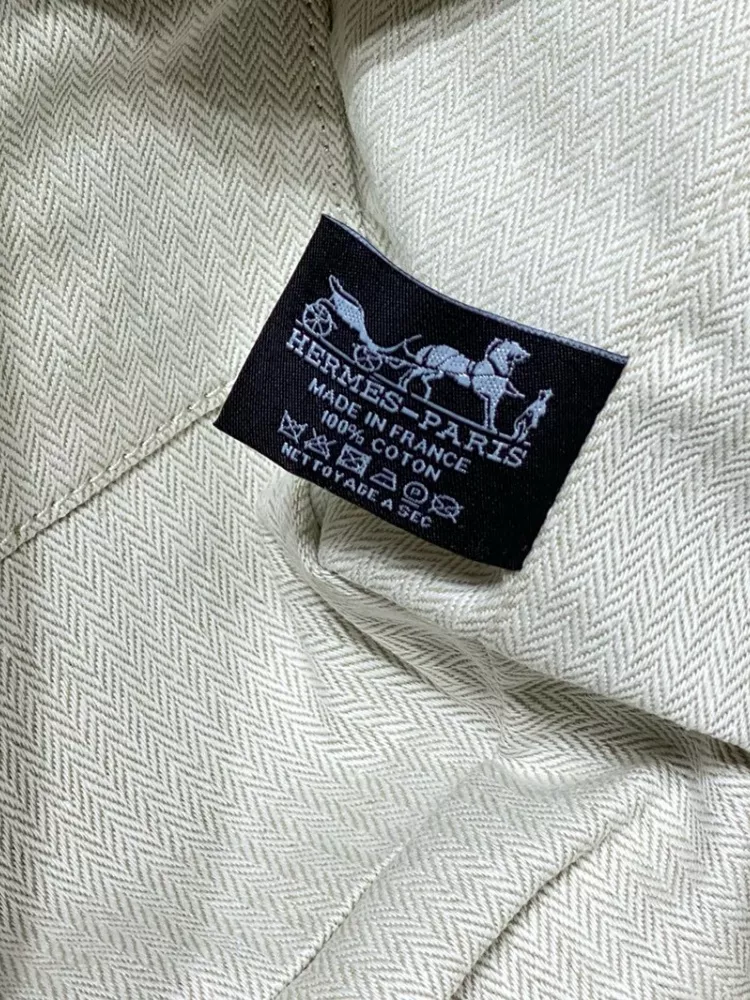 HERMES-PARIS
MADE IN FRANCE
100% COTON
NETTOYAGE A SEC